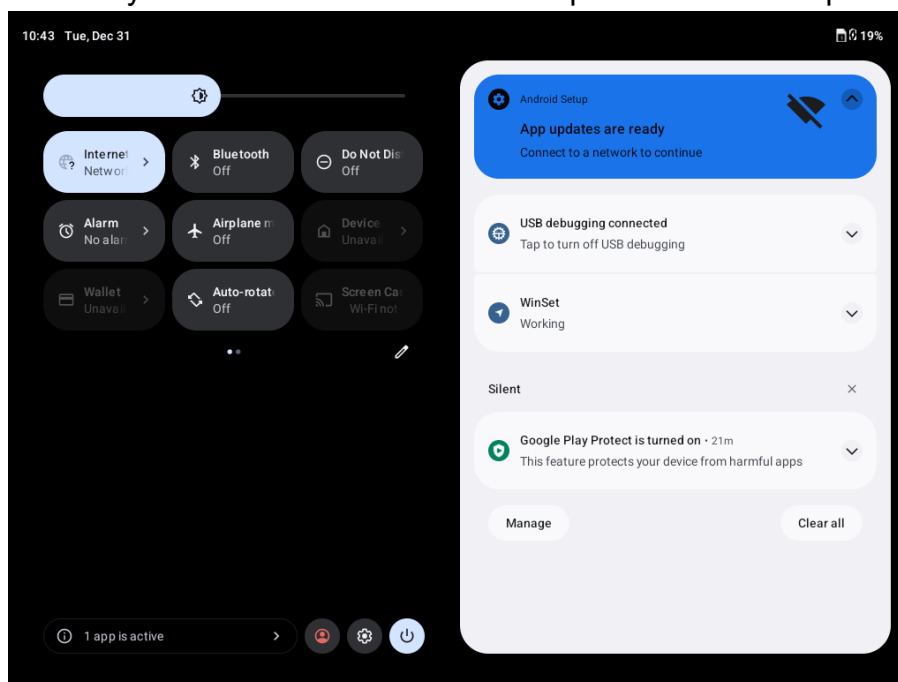 10:43 Tue, Dec 31
19%
Internet
Networ
Bluetooth
Off
Do Not Dis
Off
Alarm
No alar
Airplane m
Off
Device
Unavai
Wallet
Unavai
Auto-rotat
Off
Screen Ca
Wi-Fi not
1 app is active
Android Setup
App updates are ready
Connect to a network to continue
USB debugging connected
Tap to turn off USB debugging
WinSet
Working
Silent
Google Play Protect is turned on • 21m
This feature protects your device from harmful apps
Manage
Clear all